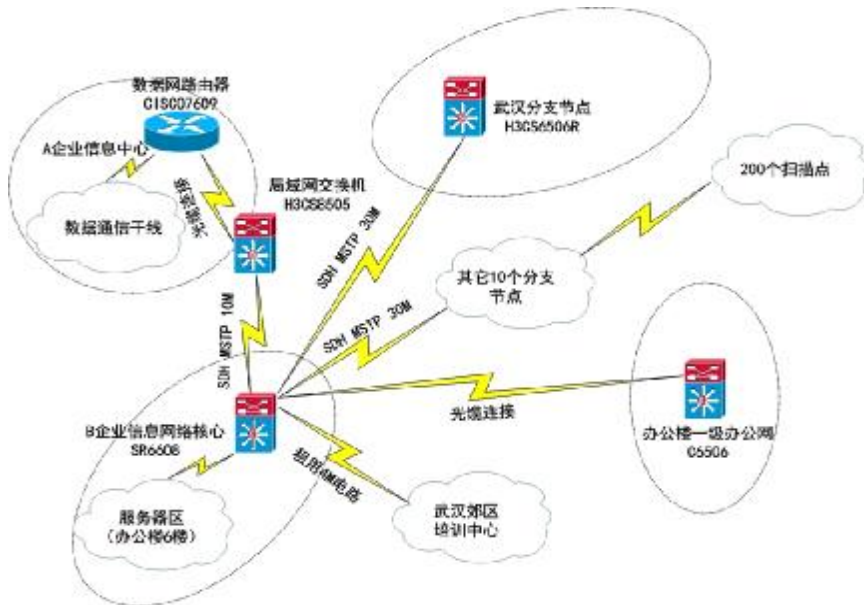 数据网路由器
CISCO7609
A企业信息中心
数据通信干线
光缆连接
局域网交换机
H3CS8505
武汉分支节点
H3CS6506R
200个扫描点
SDH MSTP 30M
其它10个分支
节点
SDH MSTP 30M
SDH MSTP 10M
B企业信息网络核心
SR6608
光缆连接
办公楼一级办公网
C6506
租用4M电路
服务器区
(办公楼6楼)
武汉郊区
培训中心